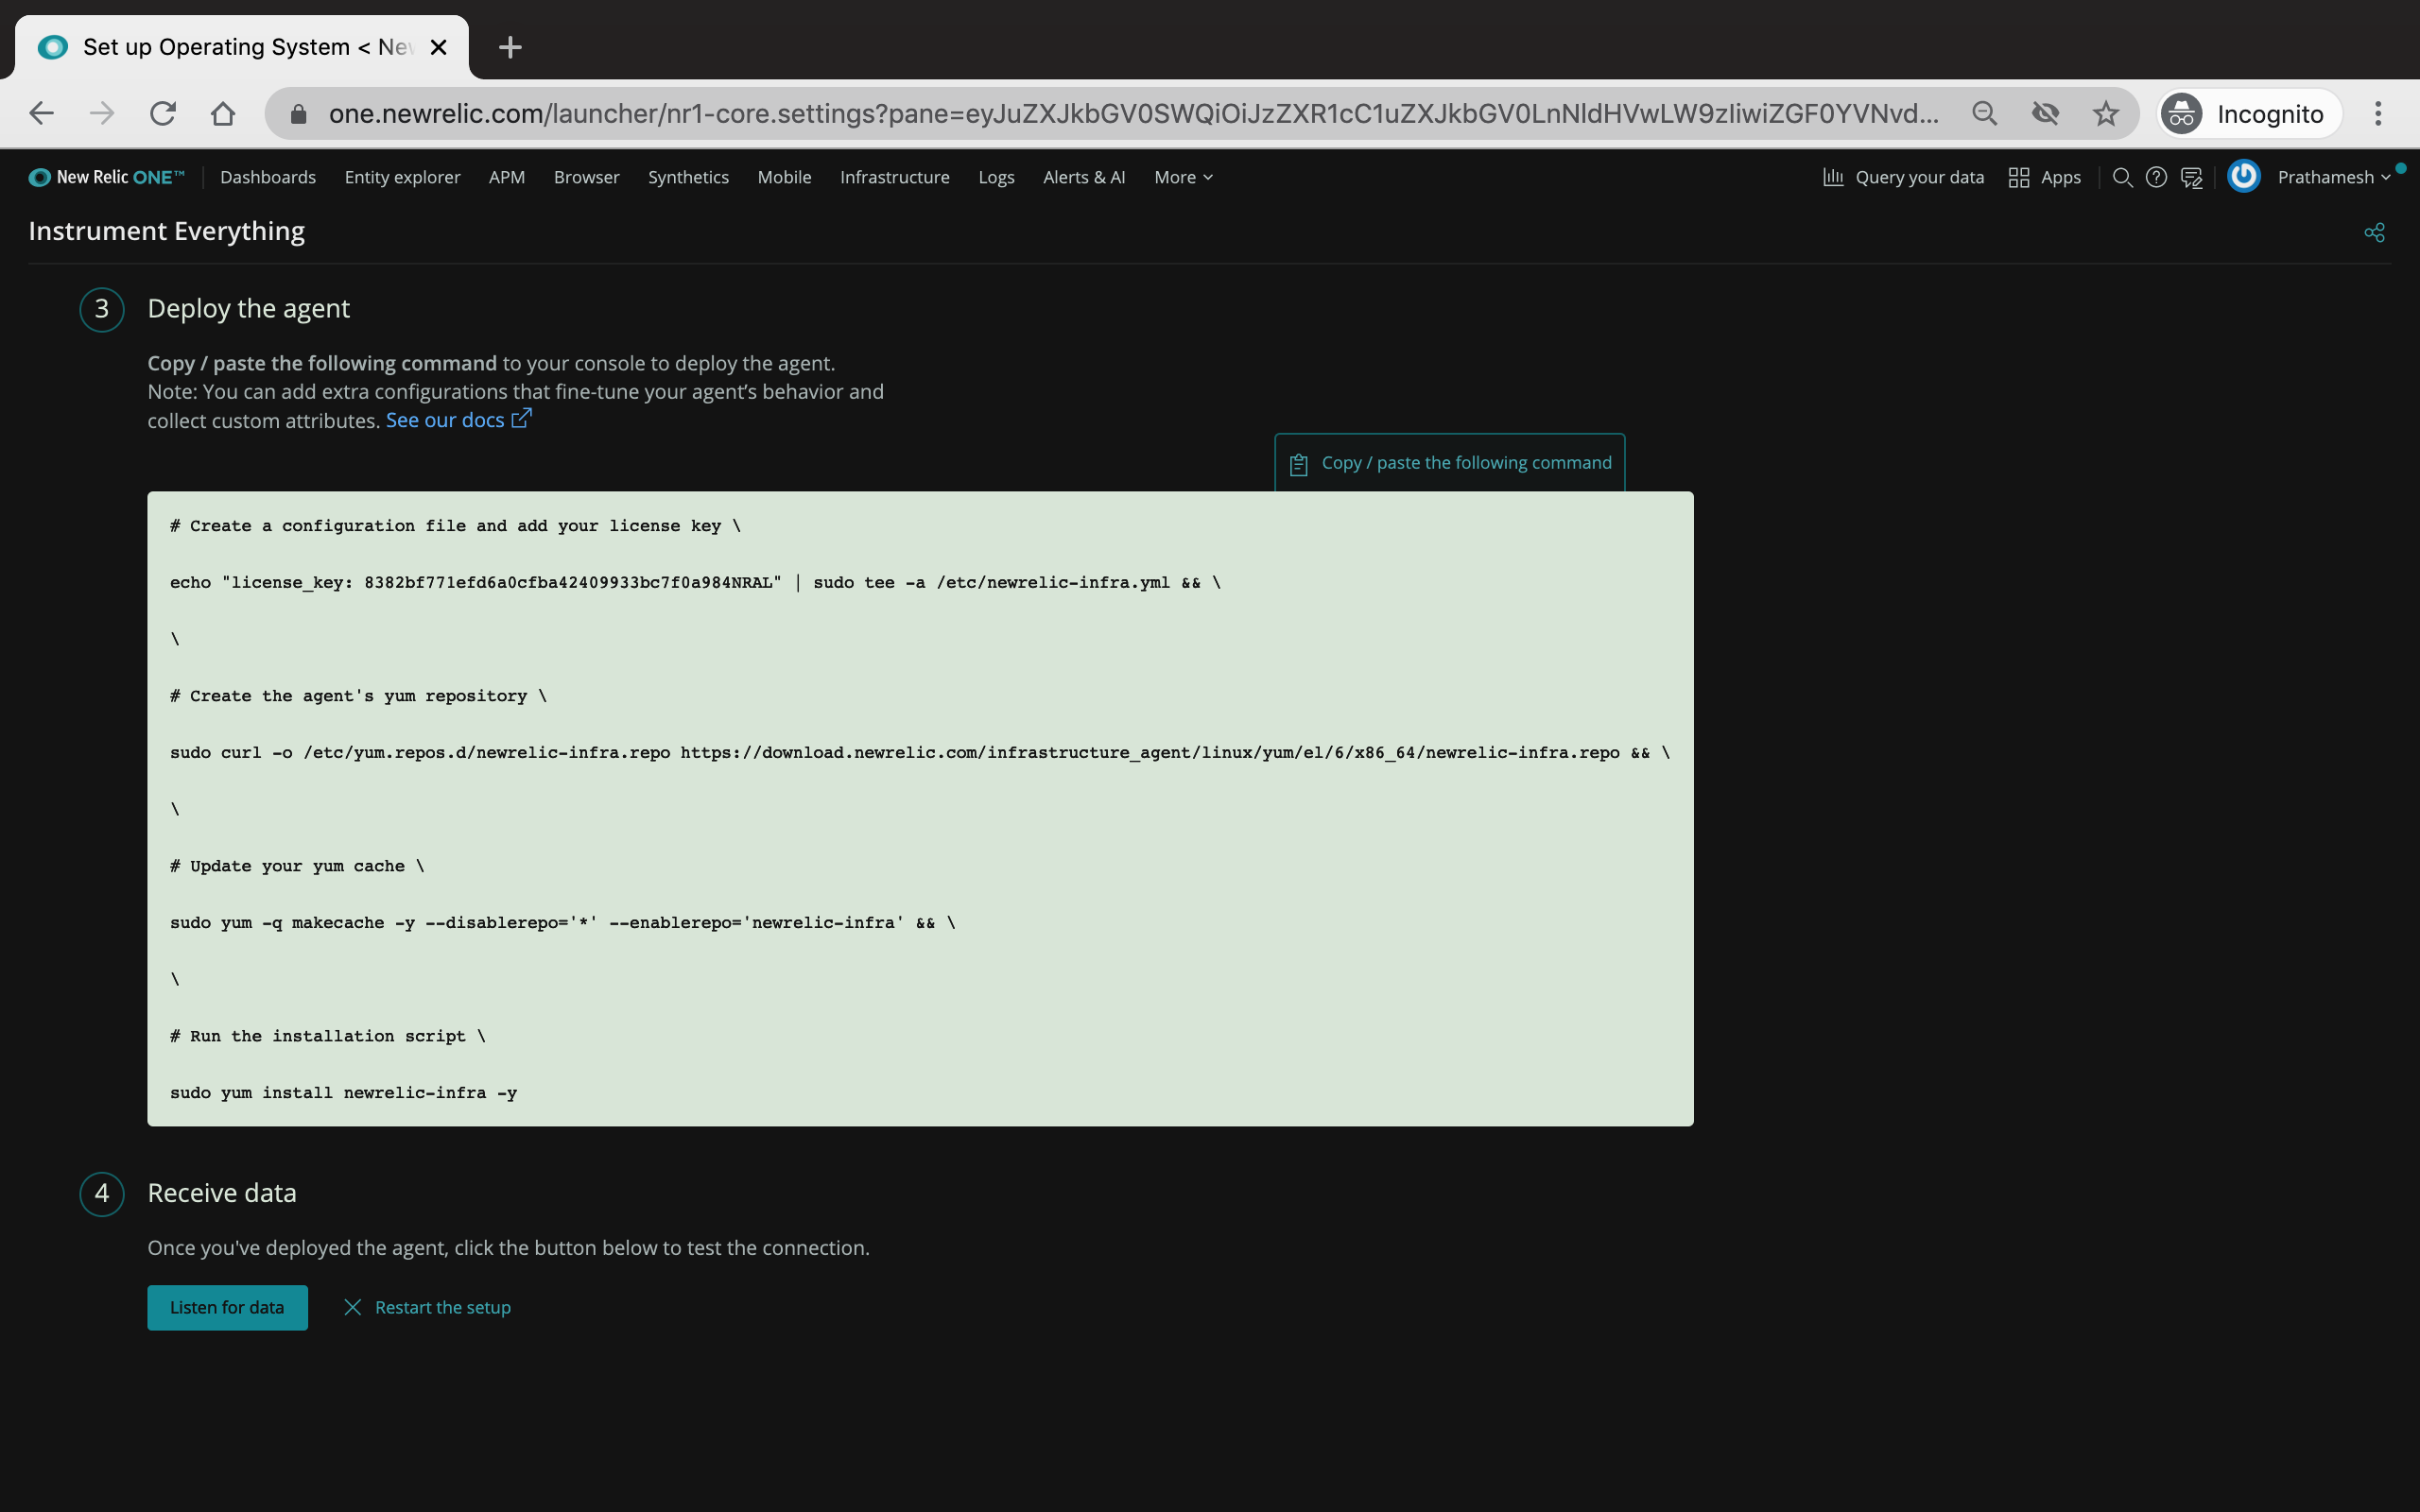 Set up Operating System < Nev
one.newrelic.com/launcher/nr1-core.settings?pane=eyJuZXJkbGV0SWQiOiJzZXR1cC1uZXJkbGV0LnNldHVwLW9zIiwiZGF0YVNvd...
Incognito
New Relic ONE™ Dashboards Entity explorer APM Browser Synthetics Mobile Infrastructure Logs Alerts & AI More Query your data Apps Prathamesh
Instrument Everything
3 Deploy the agent
Copy / paste the following command to your console to deploy the agent.
Note: You can add extra configurations that fine-tune your agent's behavior and
collect custom attributes. See our docs
Copy / paste the following command
# Create a configuration file and add your license key \
echo "license_key: 8382bf771efd6a0cfba42409933bc7f0a984NRAL" | sudo tee -a /etc/newrelic-infra.yml && \
\
# Create the agent's yum repository \
sudo curl -o /etc/yum.repos.d/newrelic-infra.repo https://download.newrelic.com/infrastructure_agent/linux/yum/el/6/x86_64/newrelic-infra.repo && \
\
# Update your yum cache \
sudo yum -q makecache -y --disablerepo='*' --enablerepo='newrelic-infra' && \
\
# Run the installation script \
sudo yum install newrelic-infra -y
4 Receive data
Once you've deployed the agent, click the button below to test the connection.
Listen for data Restart the setup